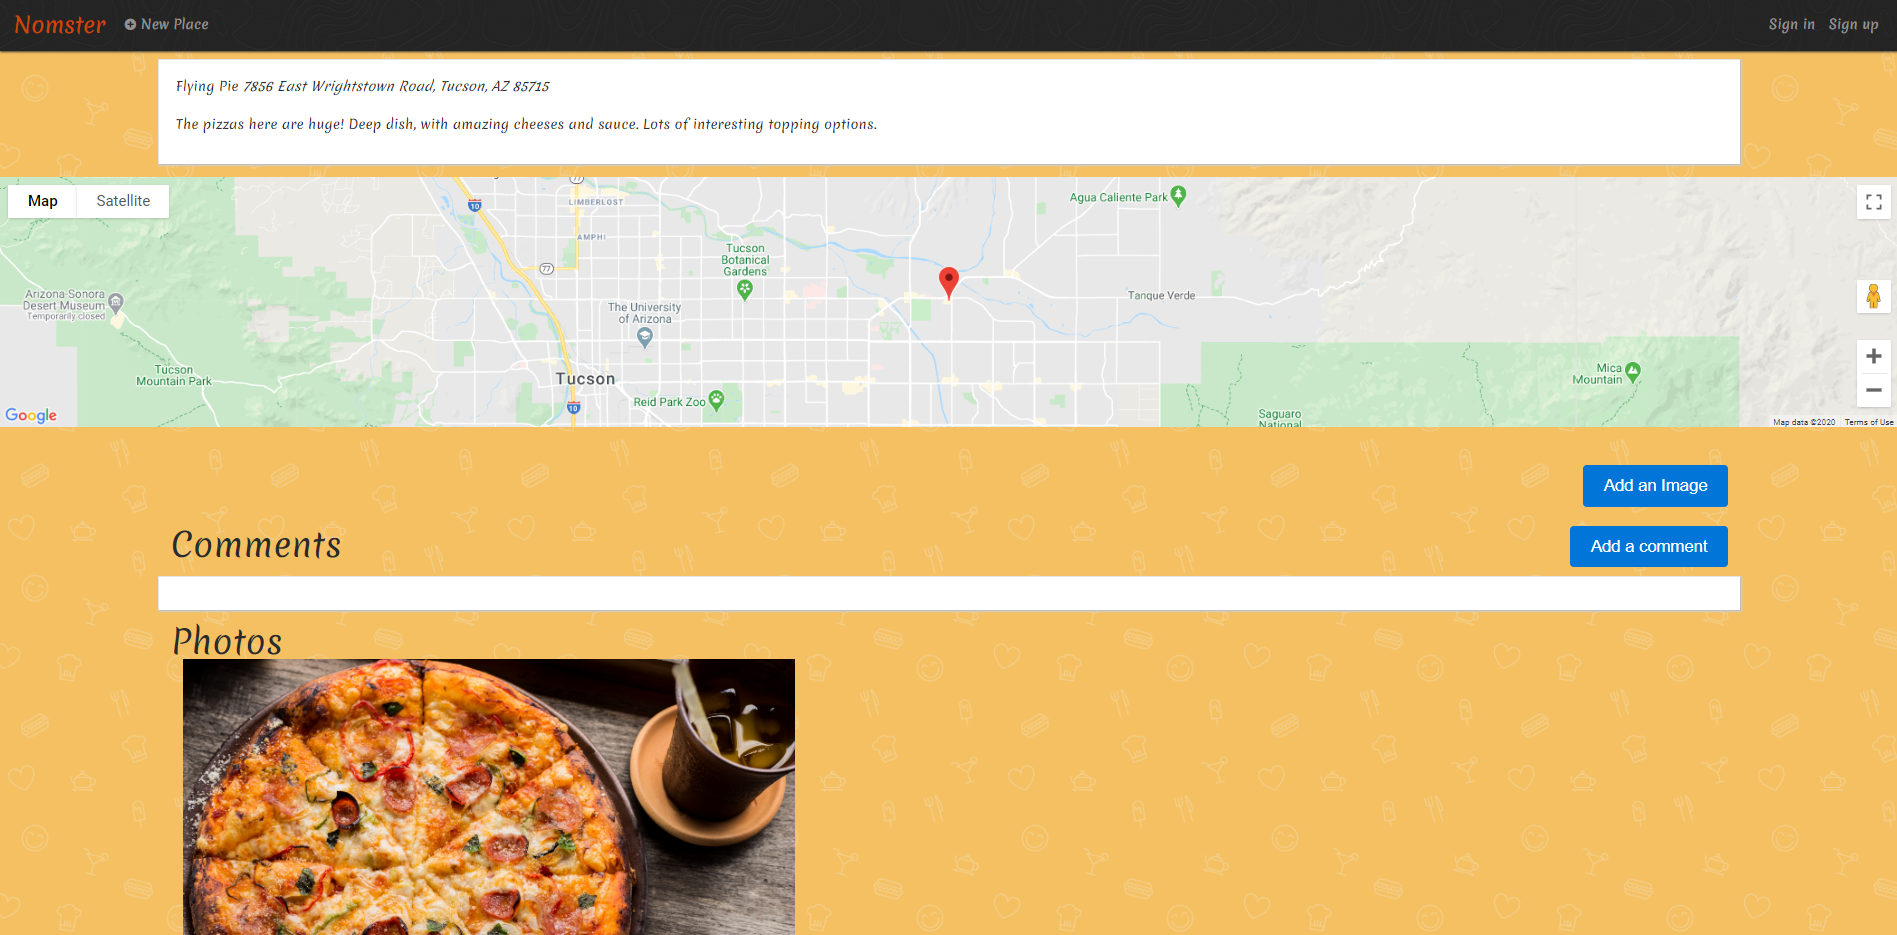 Nomster New Place Sign in Sign up
Flying Pie 7856 East Wrightstown Road, Tucson, AZ 85715
The pizzas here are huge! Deep dish, with amazing cheeses and sauce. Lots of interesting topping options.
Map Satellite
77
10
LIMBERLOST
Agua Caliente Park
AMPHI
Tucson
Botanical
Gardens
77
Arizona-Sonora
Desert Museum
Temporarily closed
The University
of Arizona
Tanque Verde
Tucson
Mountain Park
Tucson
Mica
Mountain
Reid Park Zoo
10
Saguaro
National
Google
Map data ©2020 Terms of Use
Add an Image
Comments
Add a comment
Photos